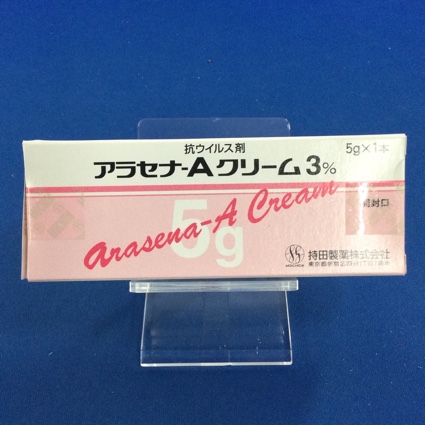 抗ウイルス剤
5g×1本
アラセナ-Aクリーム3%
Arasena-A Cream
5g
開封口
持田製薬株式会社
MOCHIDA